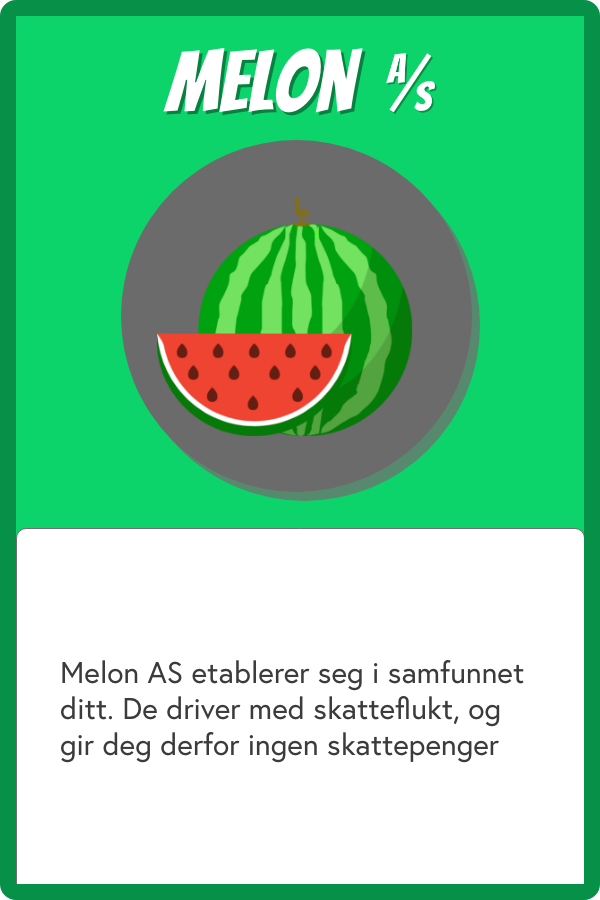 MELON A/S
Melon AS etablerer seg i samfunnet
ditt. De driver med skatteflukt, og
gir deg derfor ingen skattepenger